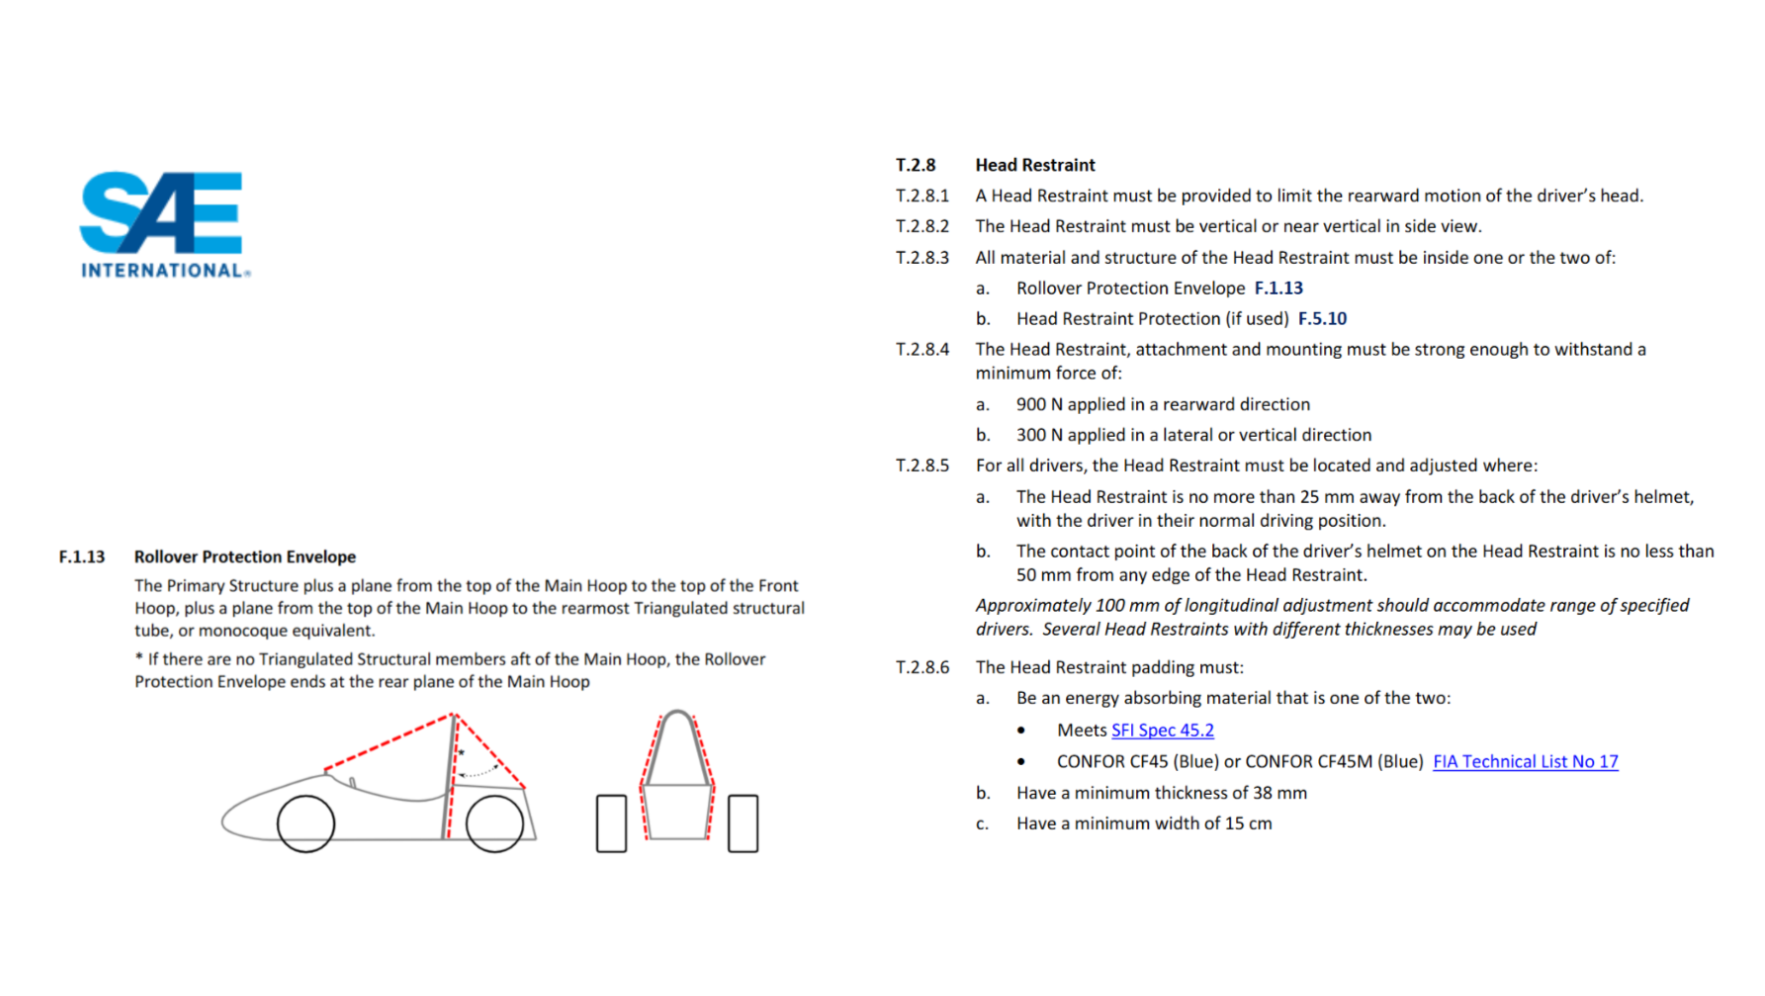 SAE
INTERNATIONAL®
F.1.13 Rollover Protection Envelope
The Primary Structure plus a plane from the top of the Main Hoop to the top of the Front
Hoop, plus a plane from the top of the Main Hoop to the rearmost Triangulated structural
tube, or monocoque equivalent.
* If there are no Triangulated Structural members aft of the Main Hoop, the Rollover
Protection Envelope ends at the rear plane of the Main Hoop
*
T.2.8 Head Restraint
T.2.8.1 A Head Restraint must be provided to limit the rearward motion of the driver’s head.
T.2.8.2 The Head Restraint must be vertical or near vertical in side view.
T.2.8.3 All material and structure of the Head Restraint must be inside one or the two of:
a. Rollover Protection Envelope F.1.13
b. Head Restraint Protection (if used) F.5.10
T.2.8.4 The Head Restraint, attachment and mounting must be strong enough to withstand a
minimum force of:
a. 900 N applied in a rearward direction
b. 300 N applied in a lateral or vertical direction
T.2.8.5 For all drivers, the Head Restraint must be located and adjusted where:
a. The Head Restraint is no more than 25 mm away from the back of the driver’s helmet,
with the driver in their normal driving position.
b. The contact point of the back of the driver’s helmet on the Head Restraint is no less than
50 mm from any edge of the Head Restraint.
Approximately 100 mm of longitudinal adjustment should accommodate range of specified
drivers. Several Head Restraints with different thicknesses may be used
T.2.8.6 The Head Restraint padding must:
a. Be an energy absorbing material that is one of the two:
• Meets SFI Spec 45.2
• CONFOR CF45 (Blue) or CONFOR CF45M (Blue) FIA Technical List No 17
b. Have a minimum thickness of 38 mm
c. Have a minimum width of 15 cm